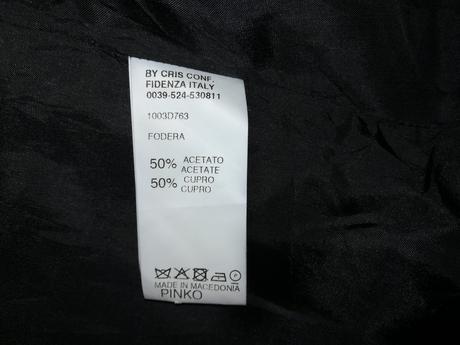 BY CRIS CONF.
FIDENZA ITALY
0039-524-530811
1003D763
FODERA
50% ACETATO
ACETATE
50% CUPRO
CUPRO
MADE IN MACEDONIA
PINKO